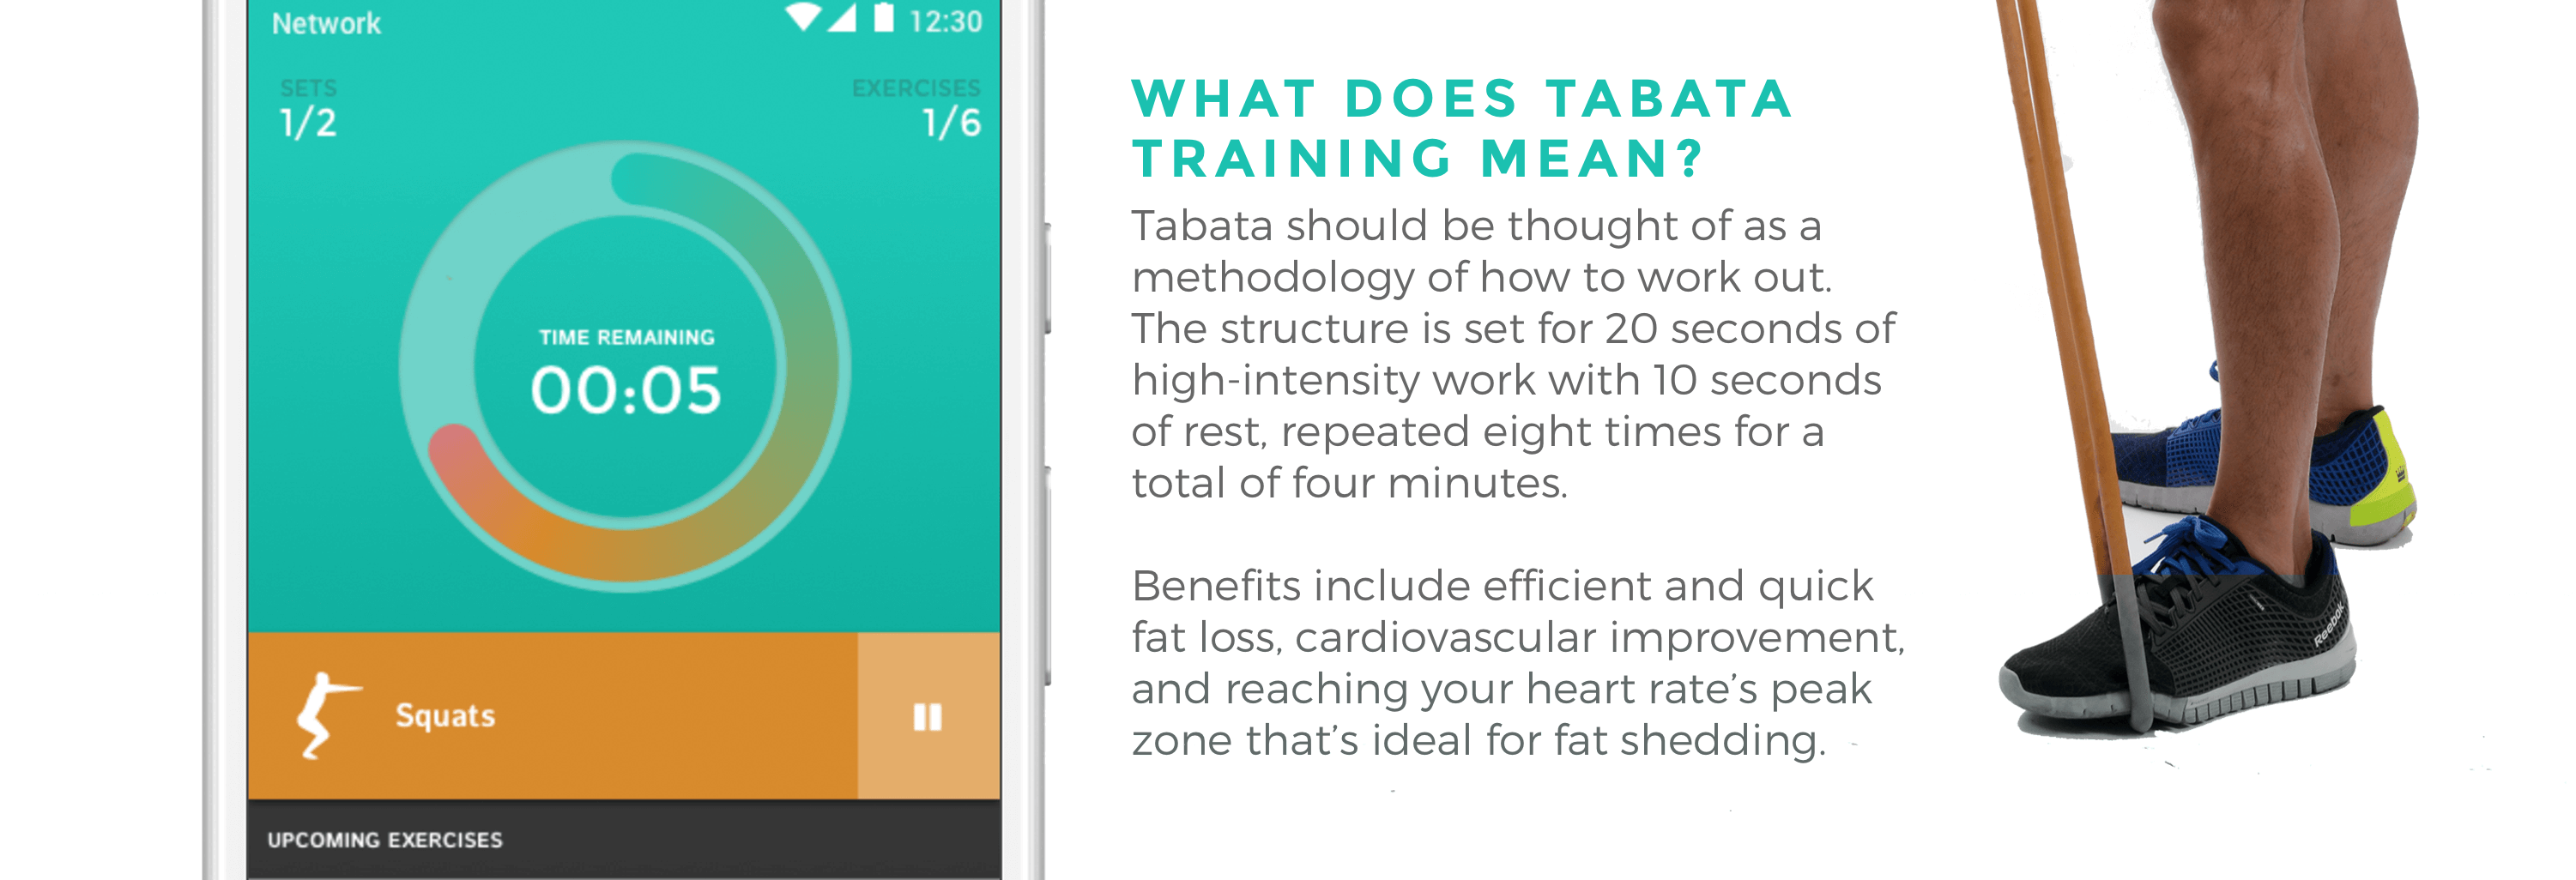 Network
12:30
SETS
EXERCISES
1/2
1/6
TIME REMAINING
00:05
Squats
UPCOMING EXERCISES
WHAT DOES TABATA
TRAINING MEAN?
Tabata should be thought of as a
methodology of how to work out.
The structure is set for 20 seconds of
high-intensity work with 10 seconds
of rest, repeated eight times for a
total of four minutes.
Benefits include efficient and quick
fat loss, cardiovascular improvement,
and reaching your heart rate's peak
zone that's ideal for fat shedding.
Reebok